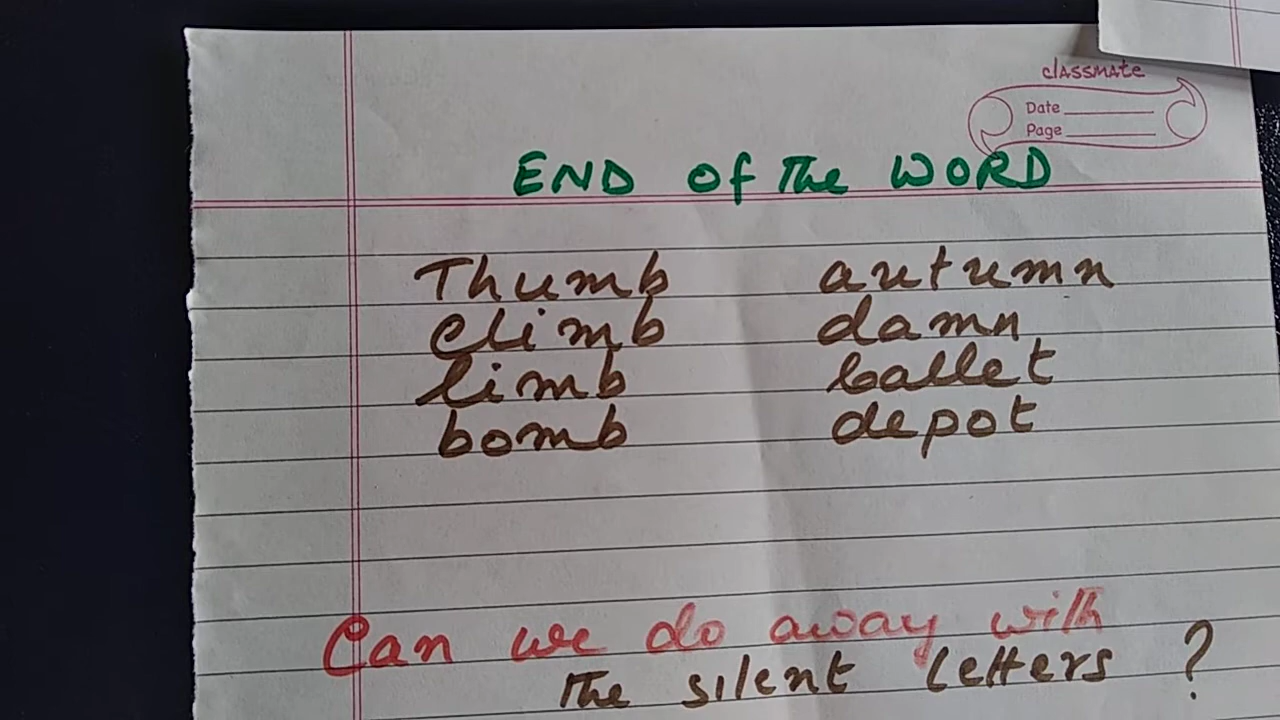 classmate
Date
Page
END of The WORD
Thumb autumn
climb damn
limb ballet
bomb depot
Can we do away with
The silent letters ?